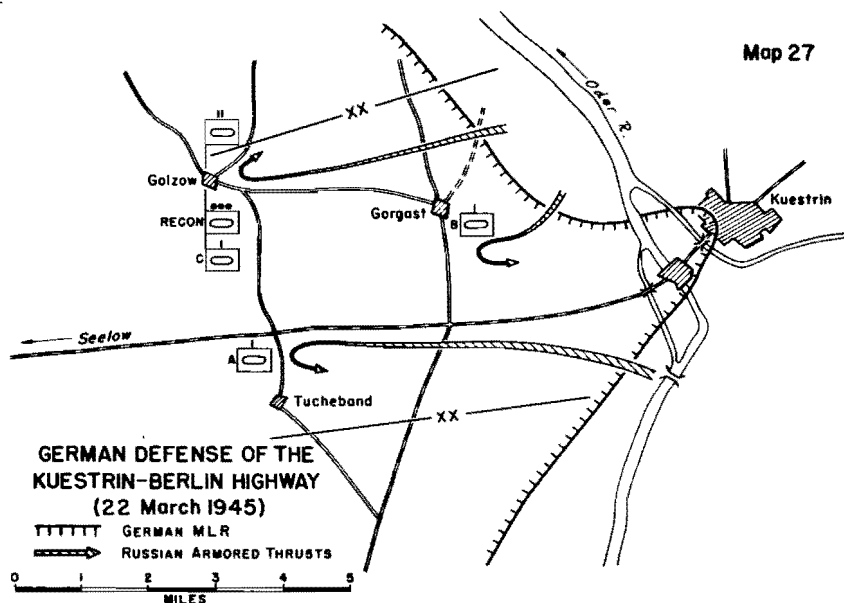 Map 27
Oder R.
XX
II
Golzow
Kuestrin
RECON
•••
Gorgast
B
I
C
I
Seelow
I
A
Tucheband
XX
GERMAN DEFENSE OF THE
KUESTRIN-BERLIN HIGHWAY
(22 March 1945)
GERMAN MLR
RUSSIAN ARMORED THRUSTS
0 1 2 3 4 5
MILES